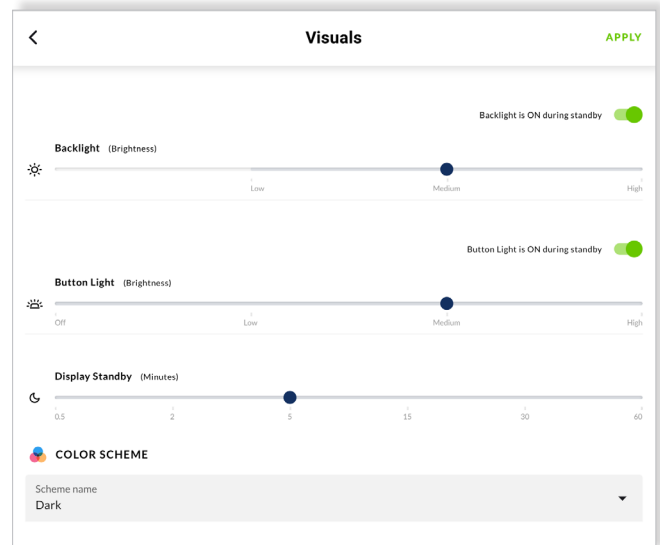 Visuals APPLY
Backlight is ON during standby
Backlight (Brightness)
Low Medium High
Button Light is ON during standby
Button Light (Brightness)
Off Low Medium High
Display Standby (Minutes)
0.5 2 5 15 30 60
COLOR SCHEME
Scheme name
Dark